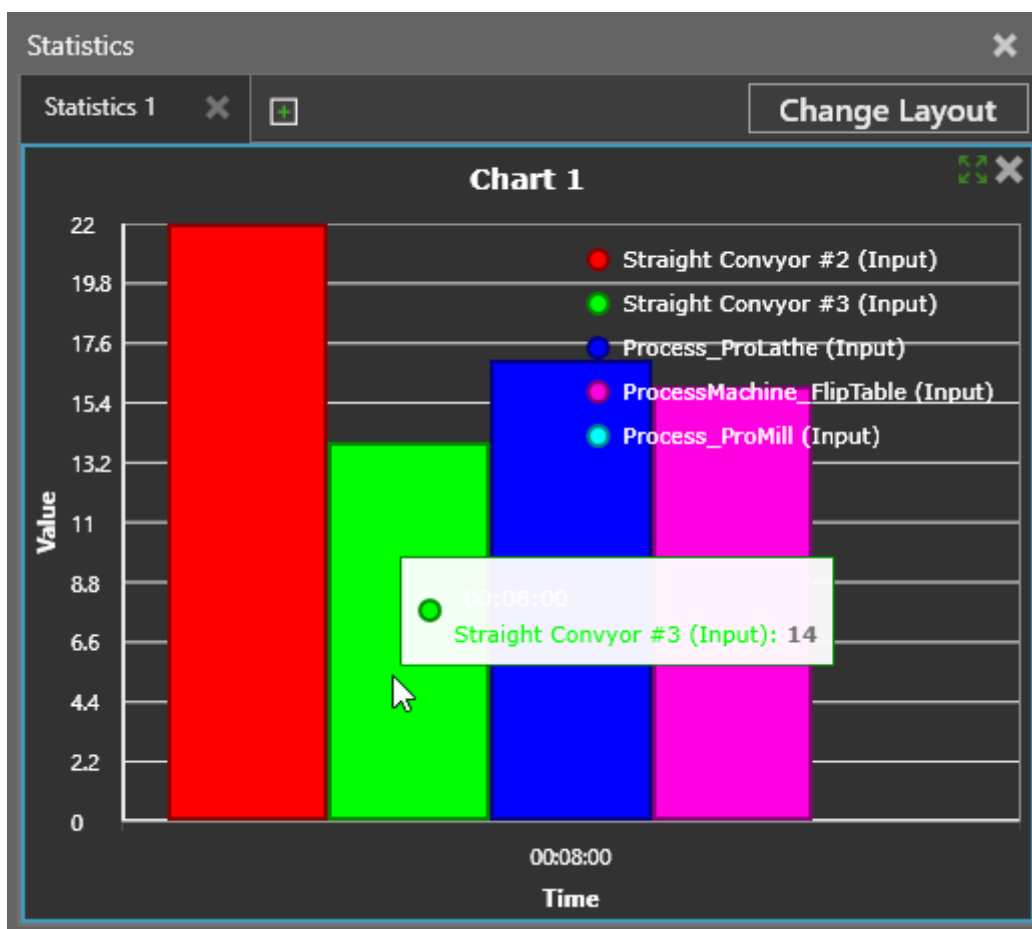 Statistics
Statistics 1
Change Layout
Chart 1
22
19.8
17.6
15.4
13.2
11
8.8
6.6
4.4
2.2
0
Value
Straight Convyor #2 (Input)
Straight Convyor #3 (Input)
Process_ProLathe (Input)
ProcessMachine_FlipTable (Input)
Process_ProMill (Input)
00:08:00
Straight Convyor #3 (Input): 14
00:08:00
Time